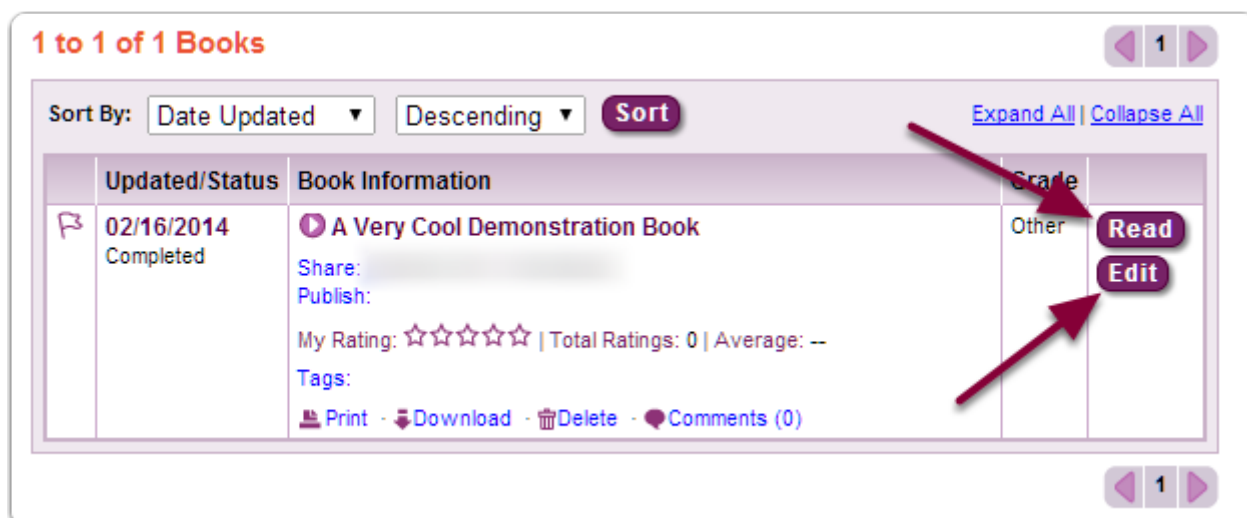 1 to 1 of 1 Books
1
Sort By: Date Updated Descending Sort Expand All | Collapse All
Updated/Status Book Information Grade
02/16/2014 A Very Cool Demonstration Book Other Read
Completed
Share:
Edit
Publish:
My Rating: | Total Ratings: 0 | Average: --
Tags:
Print - Download - Delete - Comments (0)
1